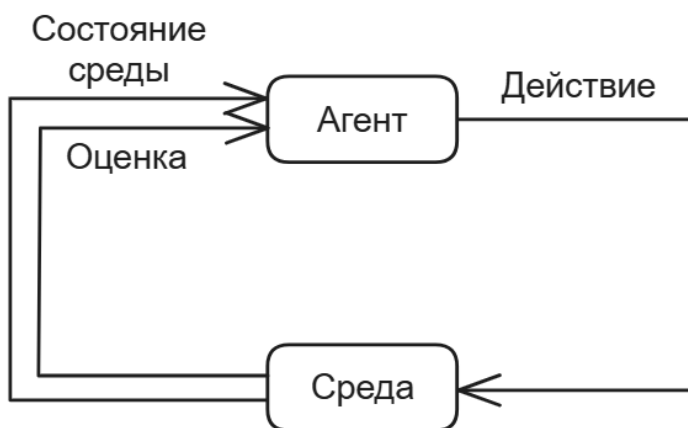 Состояние
среды
Агент
Действие
Оценка
Среда